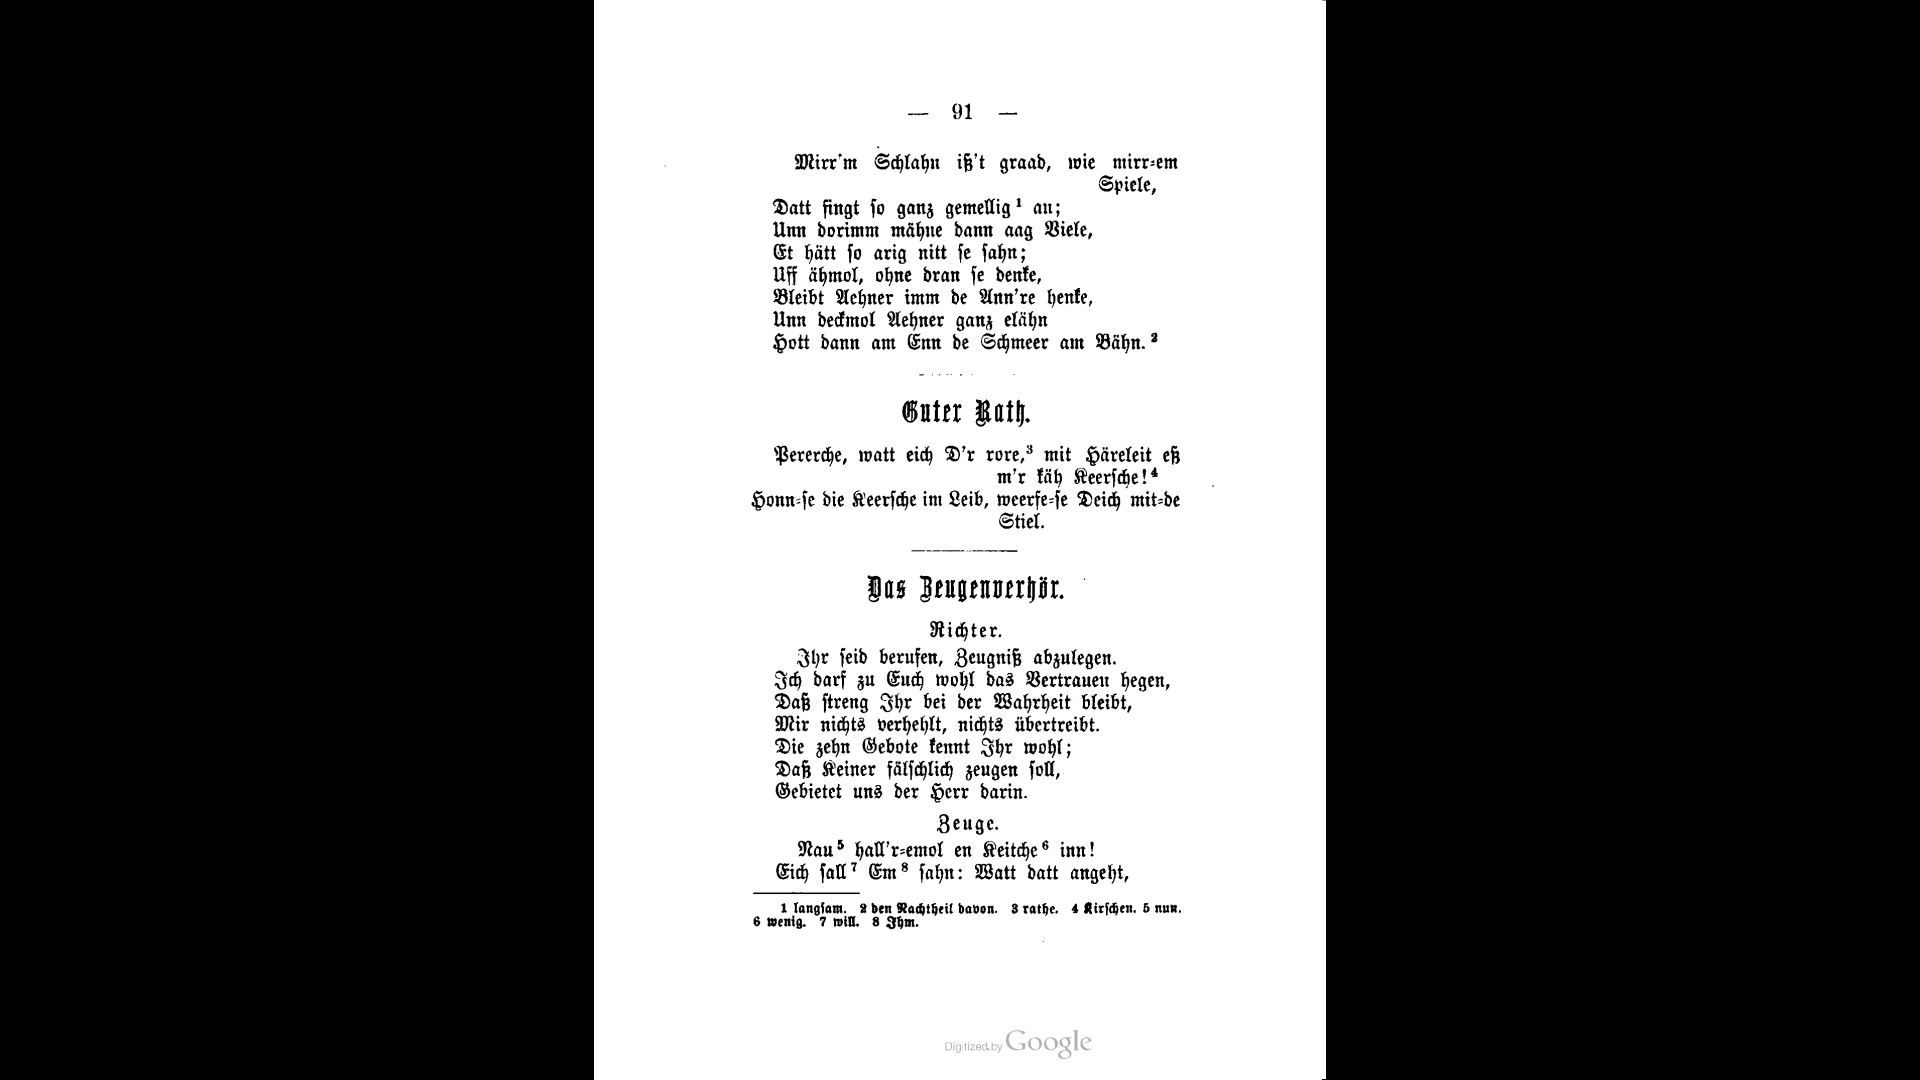 — 91 —
Mirr'm Schlahn iß't graad, wie mirr-em
Spiele,
Datt fingt so ganz gemellig¹ an;
Unn dorimm mähne dann aag Viele,
Et hätt so arig nitt se sahn;
Uff ähmol, ohne dran se denke,
Bleibt Aehner imm de Ann're henke,
Unn deckmol Aehner ganz elähn
Hott dann am Enn de Schmeer am Bähn.²
Guter Rath.
Pererche, watt eich D'r rore,³ mit Häreleit eß
m'r käh Keersche!⁴
Honn-se die Keersche im Leib, weerfe-se Deich mit-de
Stiel.
Das Zeugenverhör.
Richter.
Ihr seid berufen, Zeugniß abzulegen.
Ich darf zu Euch wohl das Vertrauen hegen,
Daß streng Ihr bei der Wahrheit bleibt,
Mir nichts verhehlt, nichts übertreibt.
Die zehn Gebote kennt Ihr wohl;
Daß Keiner fälschlich zeugen soll,
Gebietet uns der Herr darin.
Zeuge.
Nau⁵ hall'r-emol en Keitche⁶ inn!
Eich sall⁷ Em⁸ sahn: Watt datt angeht,
1 langsam. 2 den Nachtheil davon. 3 rathe. 4 Kirschen. 5 nun.
6 wenig. 7 will. 8 Ihm.
Digitized by Google